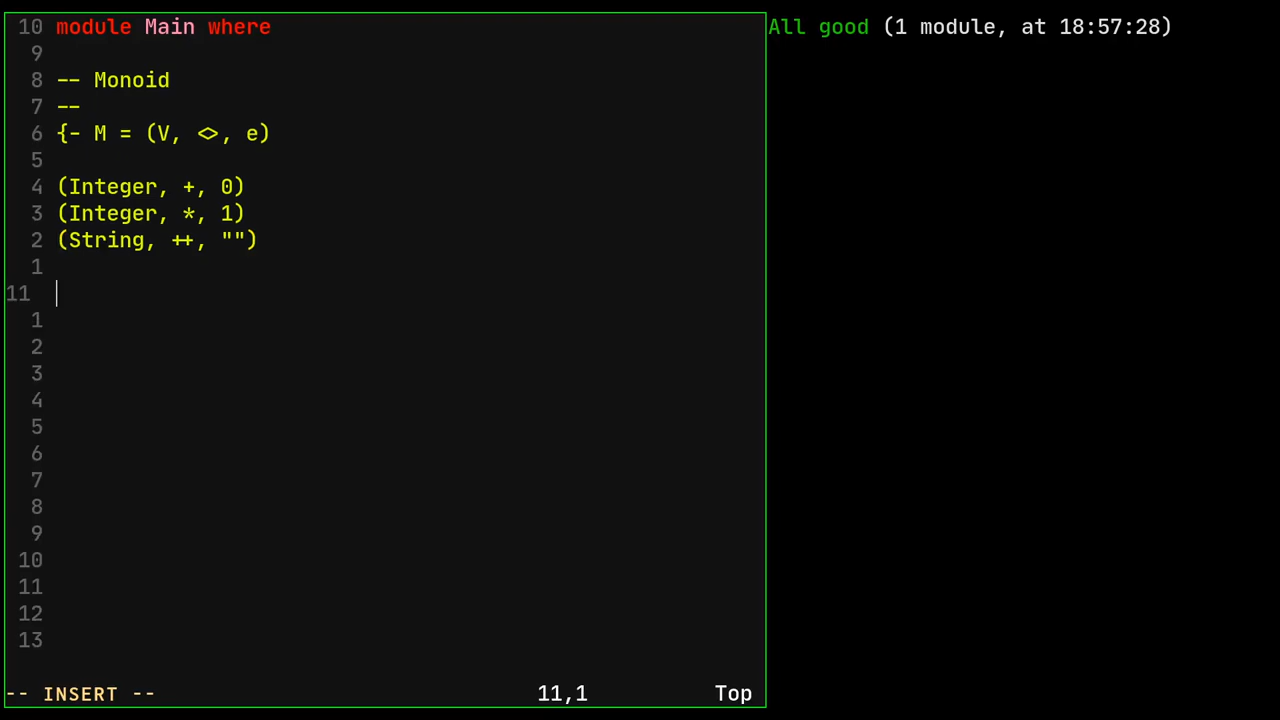 10 module Main where All good (1 module, at 18:57:28)
9
8 -- Monoid
7 --
6 {- M = (V, <>, e)
5
4 (Integer, +, 0)
3 (Integer, *, 1)
2 (String, ++, "")
1
11
1
2
3
4
5
6
7
8
9
10
11
12
13
-- INSERT -- 11,1 Top